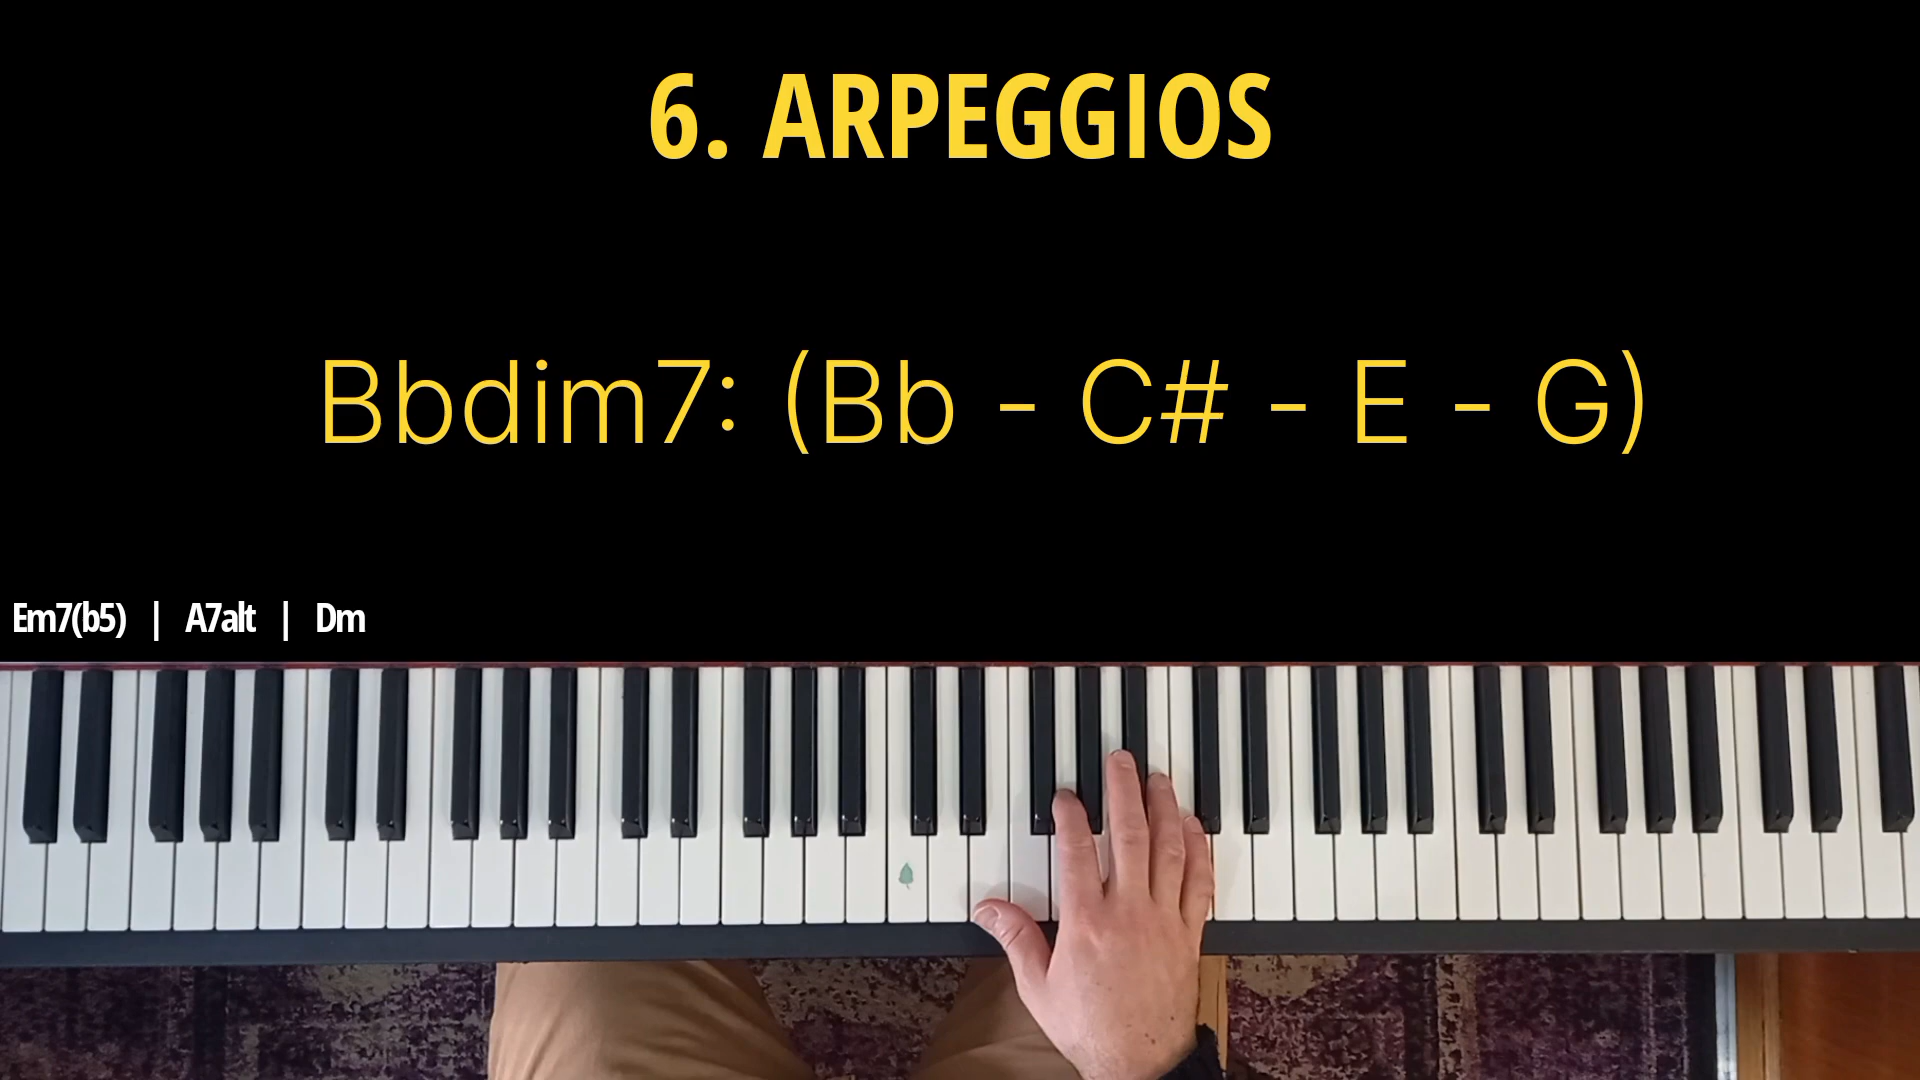 6. ARPEGGIOS
Bbdim7: (Bb - C# - E - G)
Em7(b5) | A7alt | Dm